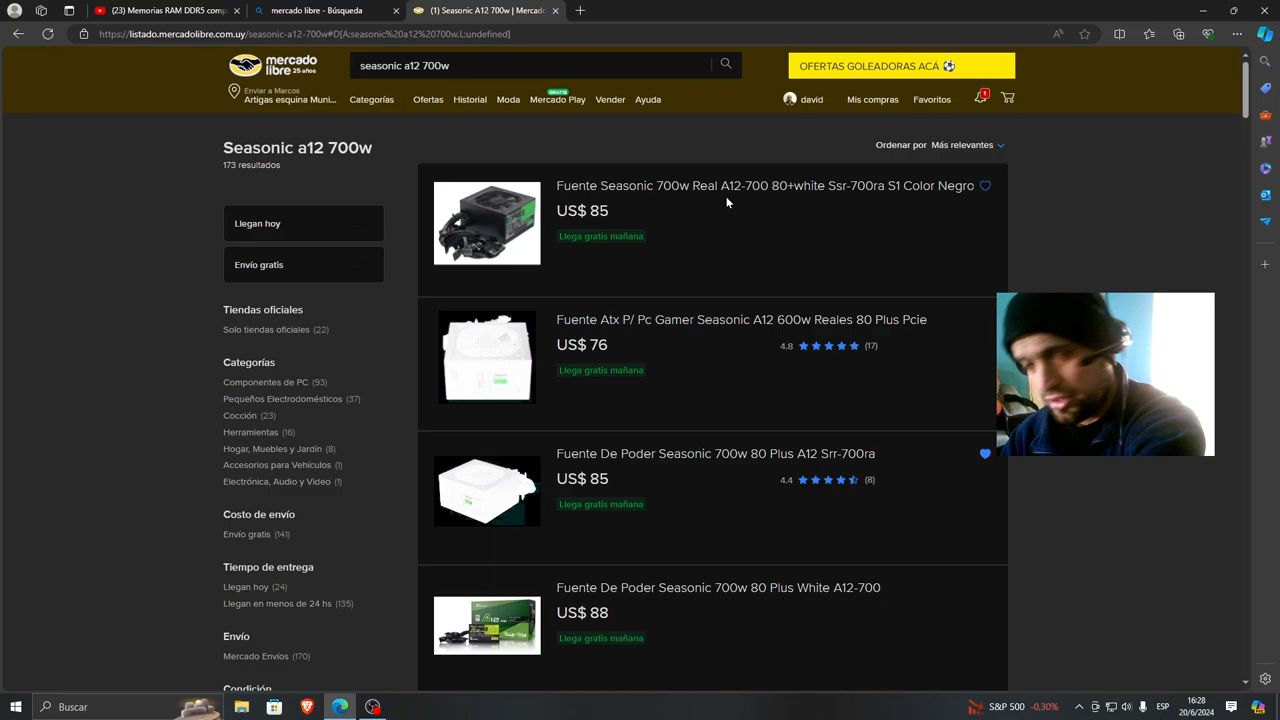 (23) Memorias RAM DDR5 comp
mercado libre - Búsqueda
(1) Seasonic A12 700w | Mercado
https://listado.mercadolibre.com.uy/seasonic-a12-700w#D[A:seasonic%20a12%20700w,L:undefined]
mercado
libre 25 años
seasonic a12 700w
OFERTAS GOLEADORAS ACÁ
Enviar a Marcos
Artigas esquina Muni...
GRATIS
Categorías Ofertas Historial Moda Mercado Play Vender Ayuda
david Mis compras Favoritos 1
Seasonic a12 700w
173 resultados
Ordenar por Más relevantes
Llegan hoy
Envío gratis
Tiendas oficiales
Solo tiendas oficiales (22)
Categorías
Componentes de PC (93)
Pequeños Electrodomésticos (37)
Cocción (23)
Herramientas (16)
Hogar, Muebles y Jardín (8)
Accesorios para Vehículos (1)
Electrónica, Audio y Video (1)
Costo de envío
Envío gratis (141)
Tiempo de entrega
Llegan hoy (24)
Llegan en menos de 24 hs (135)
Envío
Mercado Envíos (170)
Condición
Fuente Seasonic 700w Real A12-700 80+white Ssr-700ra S1 Color Negro
US$ 85
Llega gratis mañana
Fuente Atx P/ Pc Gamer Seasonic A12 600w Reales 80 Plus Pcie
US$ 76
4.8 (17)
Llega gratis mañana
Fuente De Poder Seasonic 700w 80 Plus A12 Srr-700ra
US$ 85
4.4 (8)
Llega gratis mañana
Fuente De Poder Seasonic 700w 80 Plus White A12-700
US$ 88
Llega gratis mañana
Buscar
S&P 500 -0,30%
ESP
16:28
20/6/2024